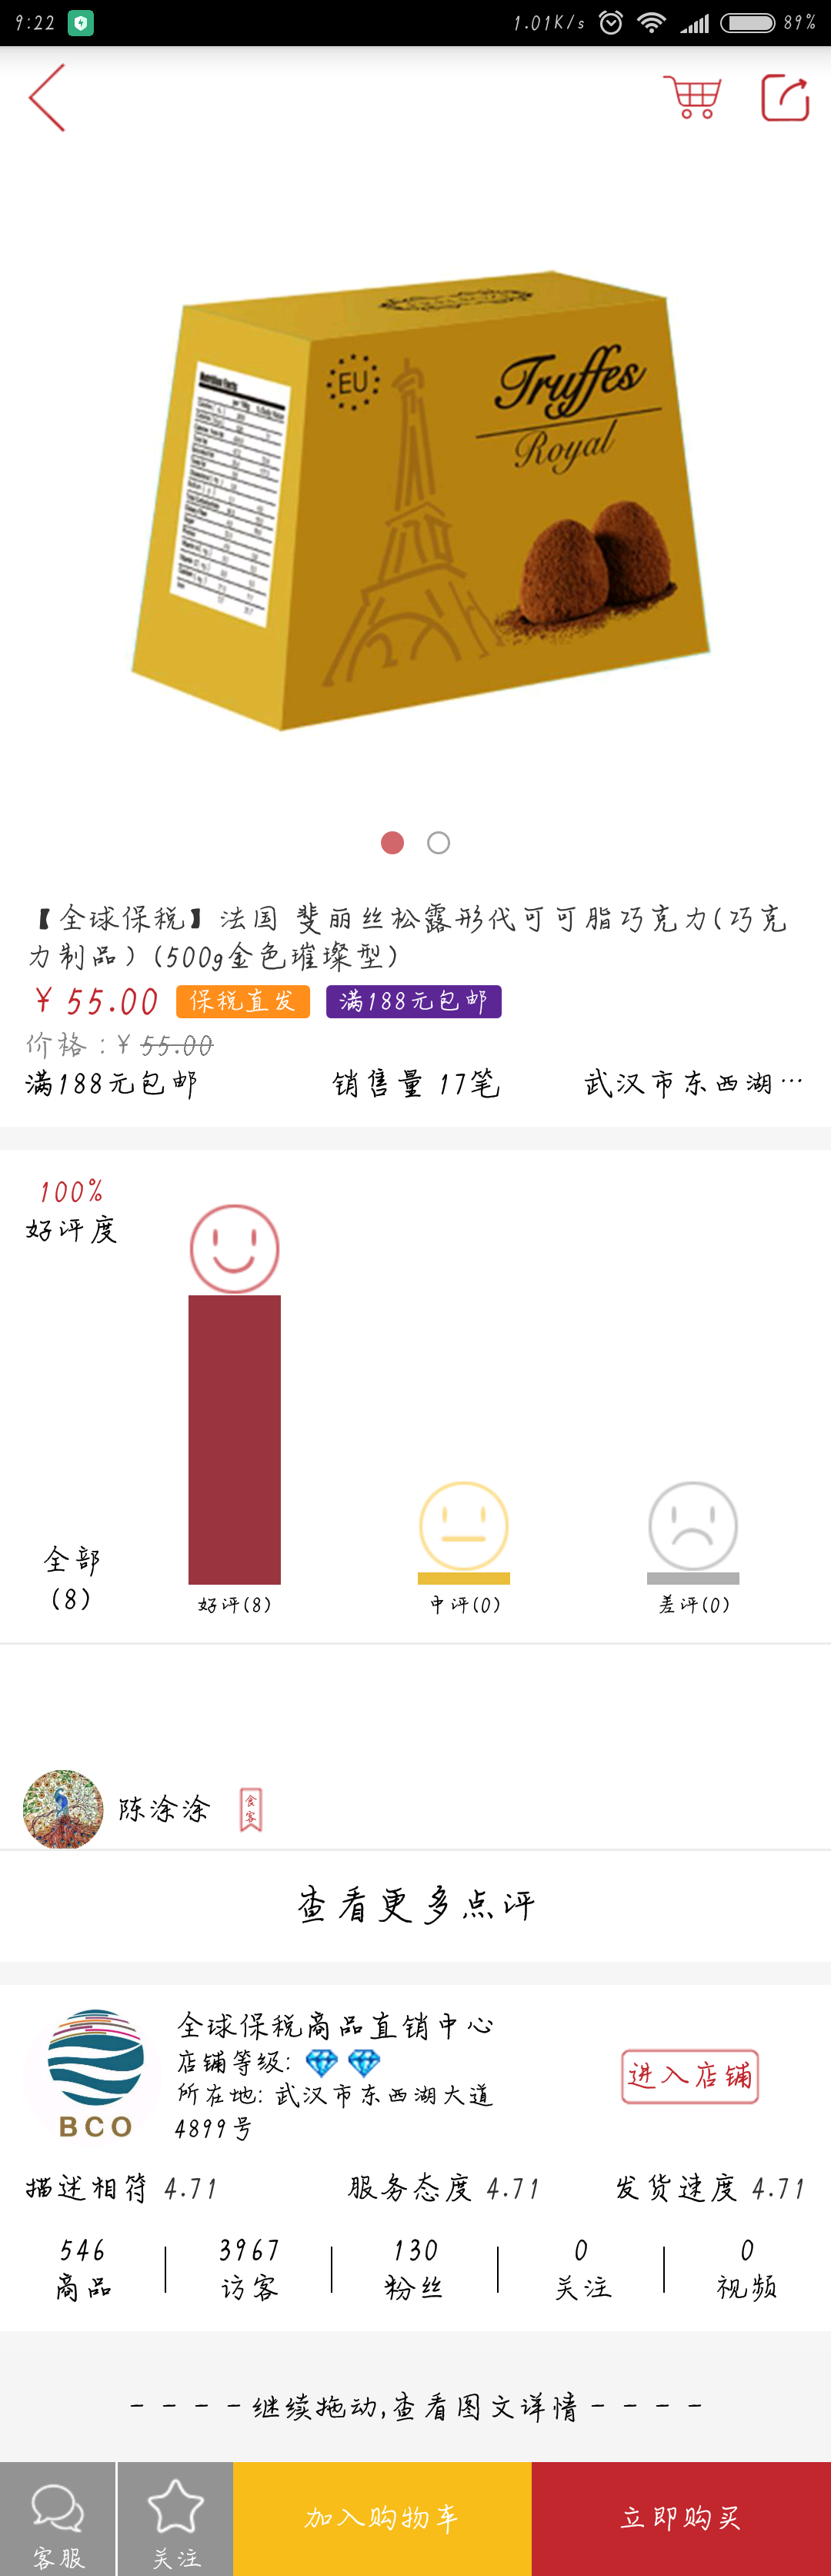 9:22
1.01K/s
89%
EU
Truffes
Royal
Nutrition Facts
【全球保税】法国 斐丽丝松露形代可可脂巧克力(巧克
力制品）(500g金色璀璨型)
¥ 55.00 保税直发 满188元包邮
价格：¥ 55.00
满188元包邮 销售量 17笔 武汉市东西湖…
100%
好评度
全部
(8)
好评(8) 中评(0) 差评(0)
陈涂涂 食客
查看更多点评
BCO
全球保税商品直销中心
店铺等级:
所在地: 武汉市东西湖大道
4899号
进入店铺
描述相符 4.71 服务态度 4.71 发货速度 4.71
546 3967 130 0 0
商品 访客 粉丝 关注 视频
----继续拖动,查看图文详情----
客服 关注 加入购物车 立即购买